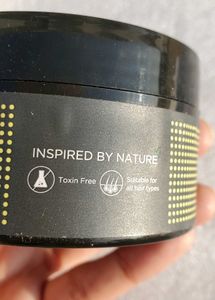 INSPIRED BY NATURE
Toxin Free
Suitable for
all hair types